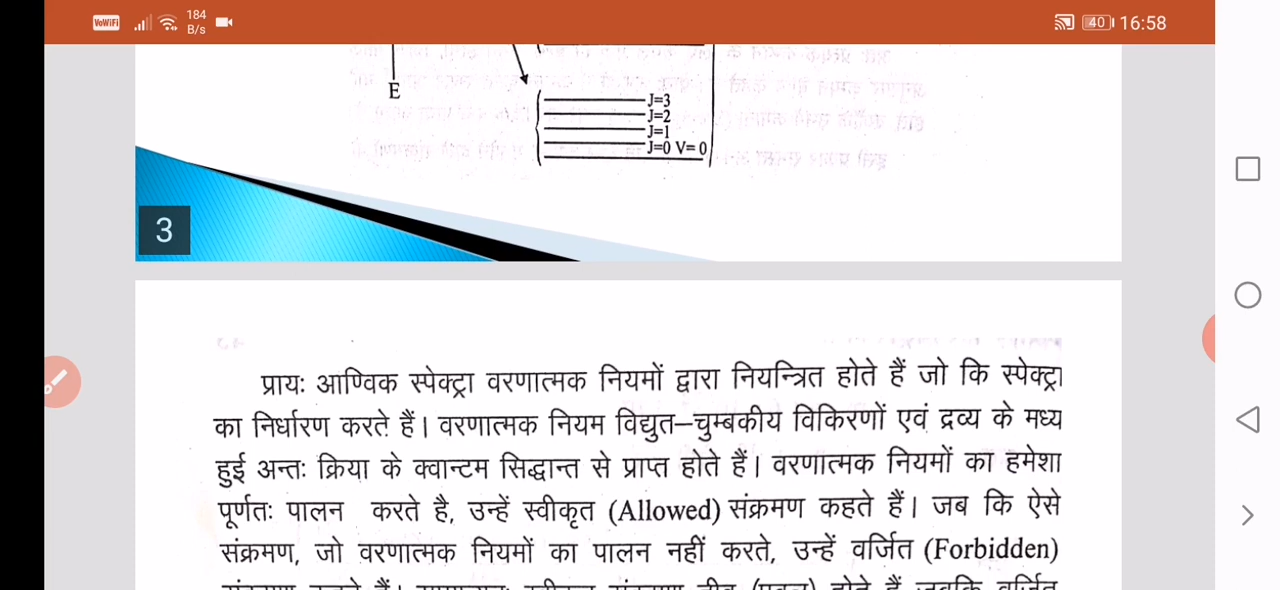 VoWiFi 184 B/s 40 16:58
E
J=3
J=2
J=1
J=0 V=0
3
प्रायः आण्विक स्पेक्ट्रा वरणात्मक नियमों द्वारा नियन्त्रित होते हैं जो कि स्पेक्ट्रा
का निर्धारण करते हैं। वरणात्मक नियम विद्युत–चुम्बकीय विकिरणों एवं द्रव्य के मध्य
हुई अन्तः क्रिया के क्वान्टम सिद्धान्त से प्राप्त होते हैं। वरणात्मक नियमों का हमेशा
पूर्णतः पालन करते है, उन्हें स्वीकृत (Allowed) संक्रमण कहते हैं। जब कि ऐसे
संक्रमण, जो वरणात्मक नियमों का पालन नहीं करते, उन्हें वर्जित (Forbidden)